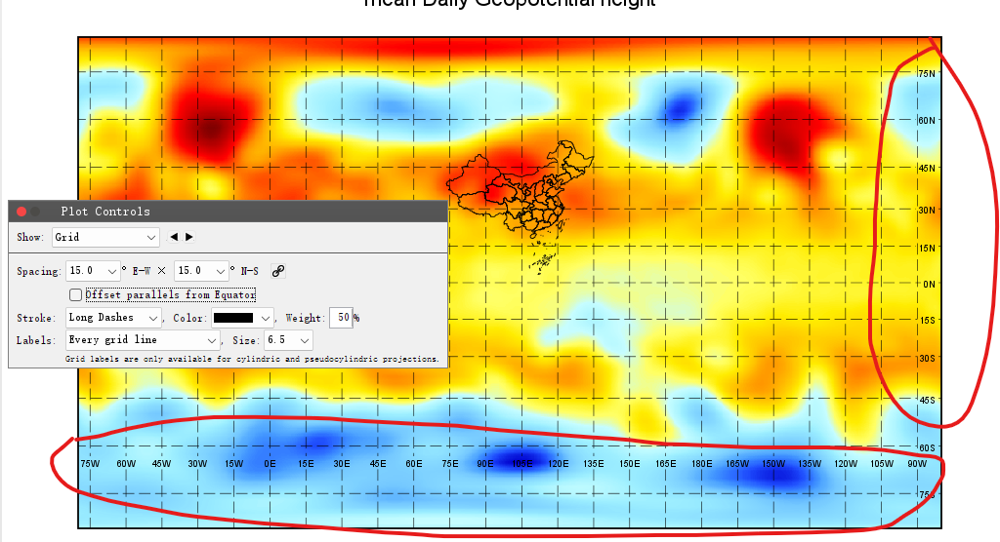 mean Daily Geopotential height
75N
60N
45N
30N
15N
0N
15S
30S
45S
60S
75S
Plot Controls
Show: Grid
Spacing: 15.0 ° E-W × 15.0 ° N-S
Offset parallels from Equator
Stroke: Long Dashes , Color: , Weight: 50 %
Labels: Every grid line , Size: 6.5
Grid labels are only available for cylindric and pseudocylindric projections.
75W 60W 45W 30W 15W 0E 15E 30E 45E 60E 75E 90E 105E 120E 135E 150E 165E 180E 165W 150W 135W 120W 105W 90W